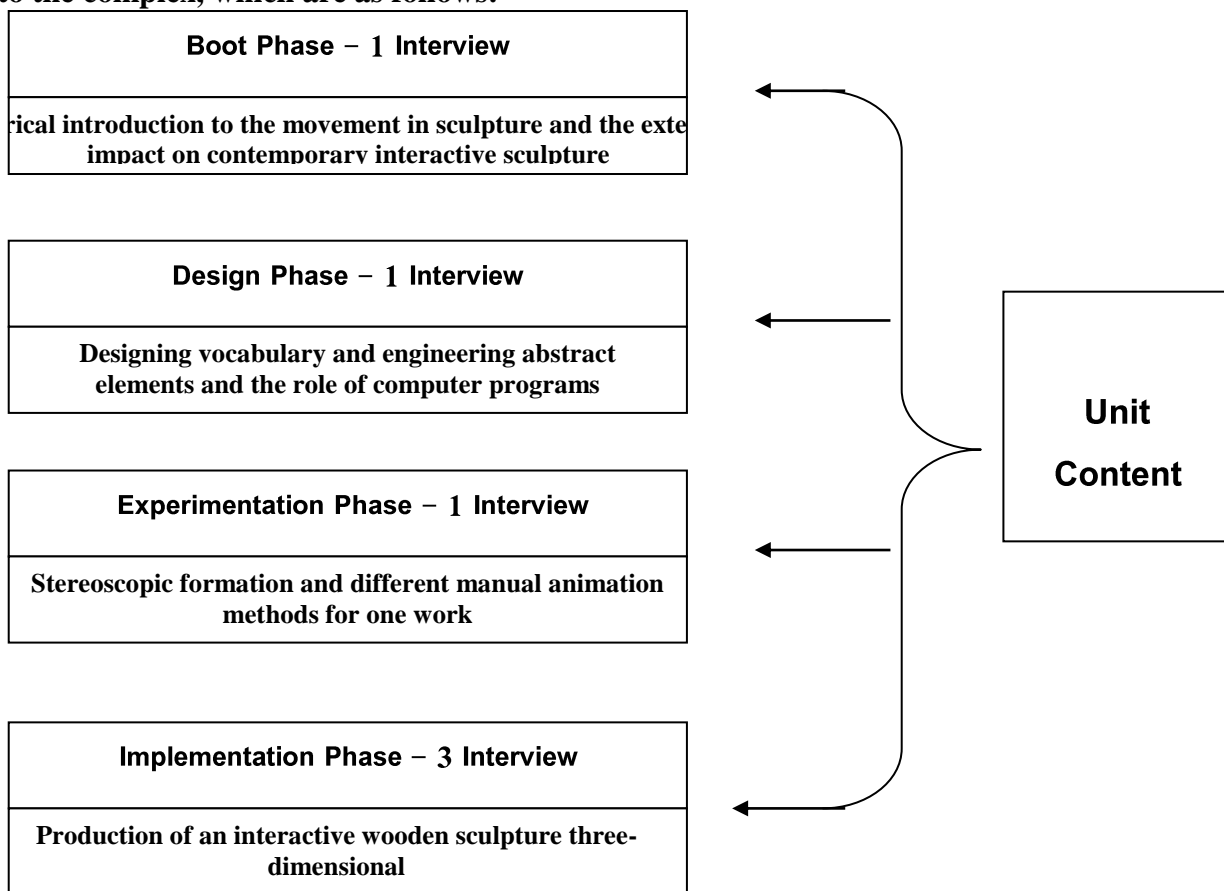 to the complex, which are as follows:
Boot Phase – 1 Interview
rical introduction to the movement in sculpture and the exte
impact on contemporary interactive sculpture
Design Phase – 1 Interview
Designing vocabulary and engineering abstract
elements and the role of computer programs
Experimentation Phase – 1 Interview
Stereoscopic formation and different manual animation
methods for one work
Implementation Phase – 3 Interview
Production of an interactive wooden sculpture three-
dimensional
Unit
Content